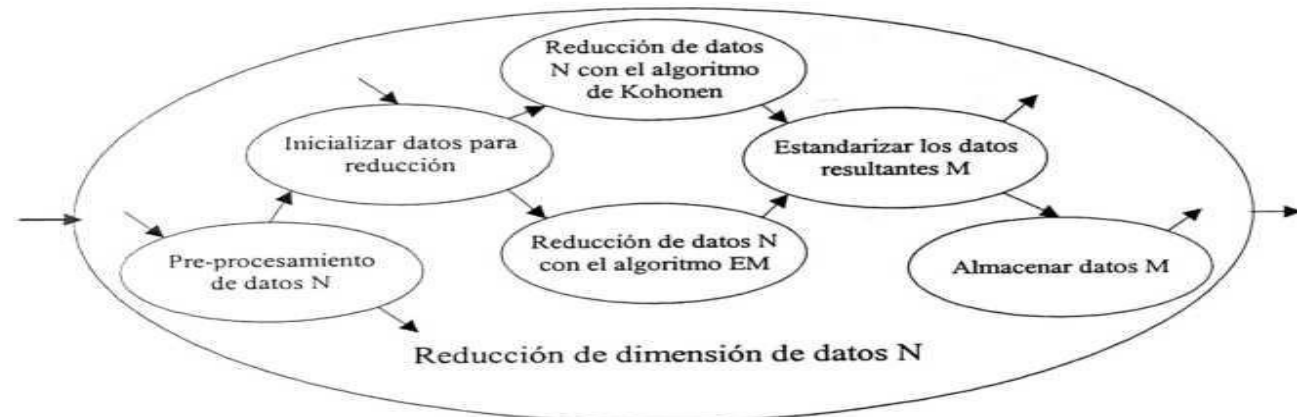 Reducción de datos
N con el algoritmo
de Kohonen
Inicializar datos para
reducción
Estandarizar los datos
resultantes M
Pre-procesamiento
de datos N
Reducción de datos N
con el algoritmo EM
Almacenar datos M
Reducción de dimensión de datos N